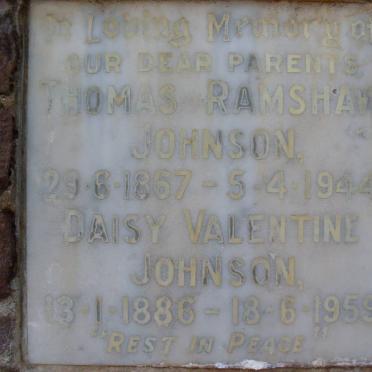 In Loving Memory of
OUR DEAR PARENTS
THOMAS RAMSHAW
JOHNSON,
29·6·1867 - 5·4·1944
DAISY VALENTINE
JOHNSON,
13·1·1886 - 18·6·1959
"REST IN PEACE"